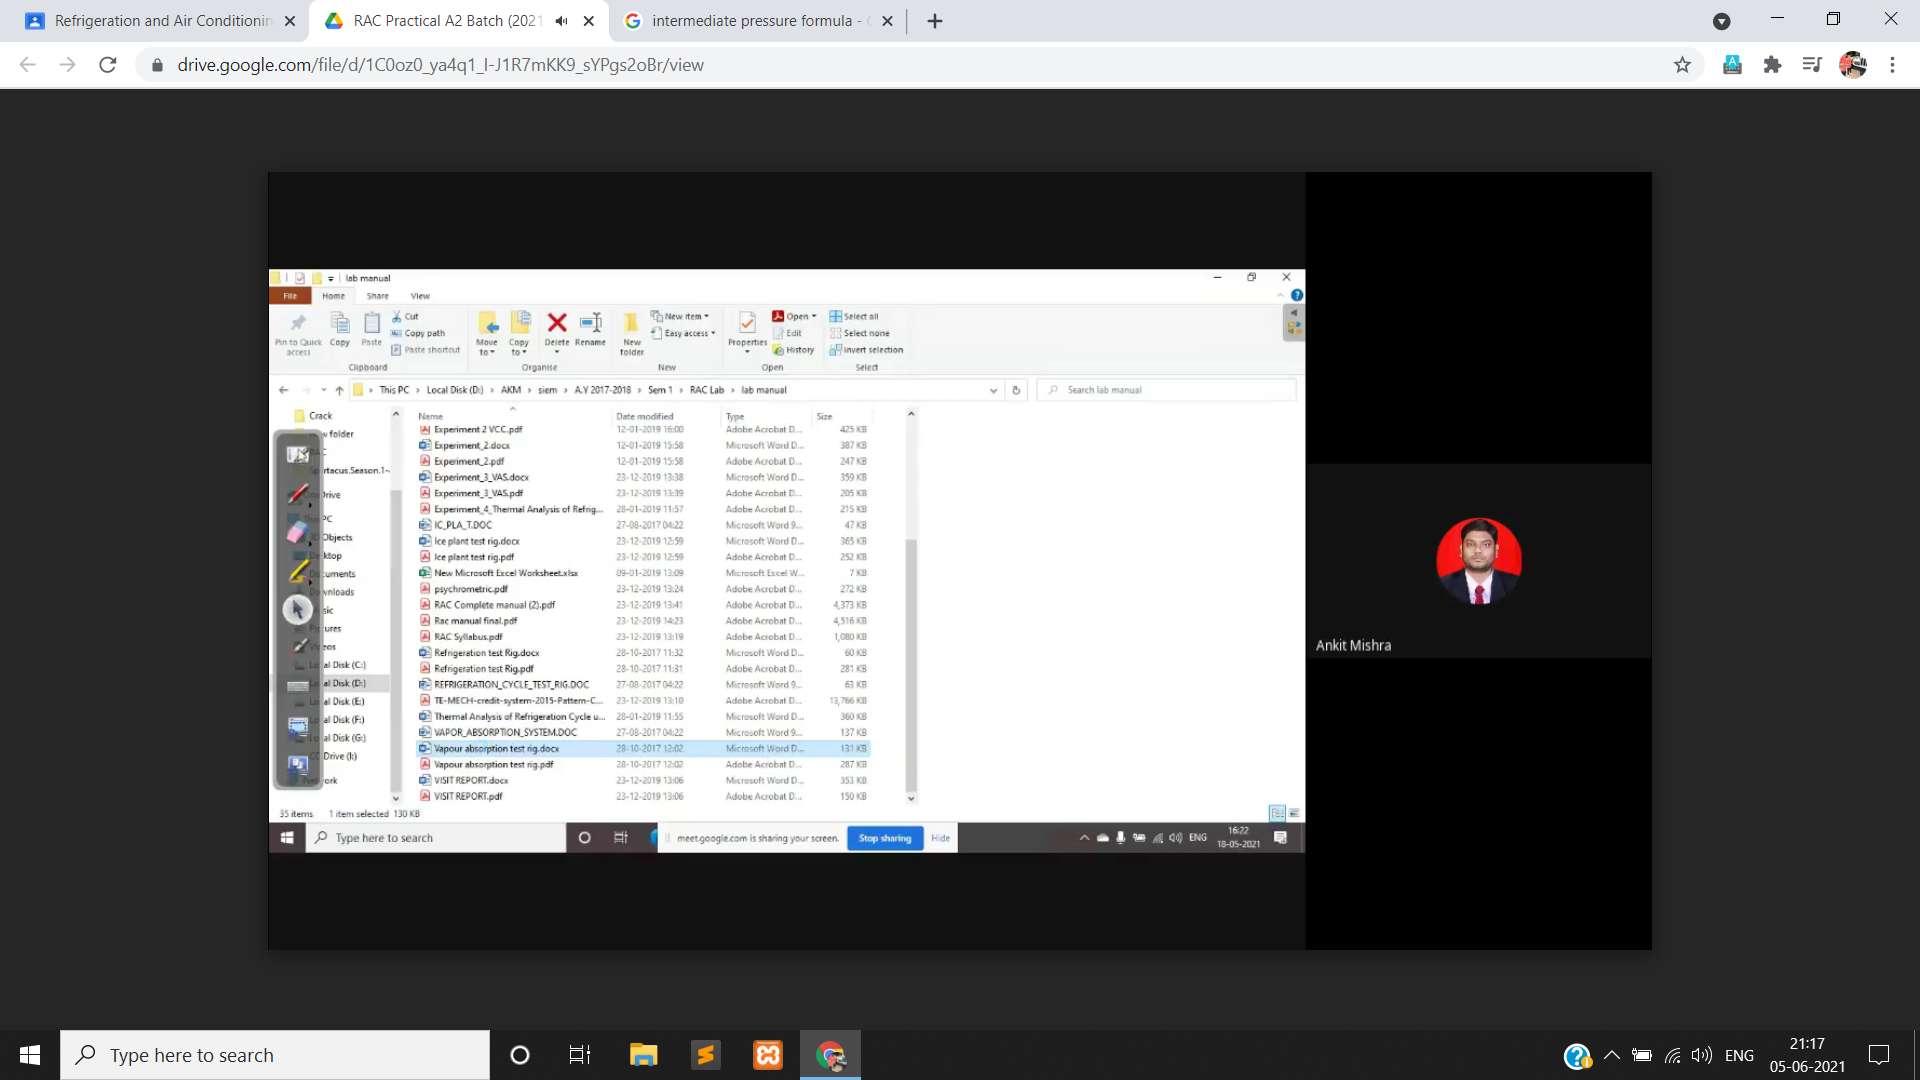 Refrigeration and Air Conditionin
RAC Practical A2 Batch (2021
intermediate pressure formula -
drive.google.com/file/d/1C0oz0_ya4q1_l-J1R7mKK9_sYPgs2oBr/view
lab manual
File Home Share View
Pin to Quick access
Copy
Paste
Cut
Copy path
Paste shortcut
Clipboard
Move to
Copy to
Delete
Rename
Organise
New folder
New item
Easy access
New
Properties
Open
Edit
History
Open
Select all
Select none
Invert selection
Select
This PC > Local Disk (D:) > AKM > siem > A.Y 2017-2018 > Sem 1 > RAC Lab > lab manual
Search lab manual
Crack
Local Disk (C:)
Local Disk (D:)
Local Disk (E:)
Local Disk (F:)
Local Disk (G:)
Name Date modified Type Size
Experiment 2 VCC.pdf 12-01-2019 16:00 Adobe Acrobat D... 425 KB
Experiment_2.docx 12-01-2019 15:58 Microsoft Word D... 387 KB
Experiment_2.pdf 12-01-2019 15:58 Adobe Acrobat D... 247 KB
Experiment_3_VAS.docx 23-12-2019 13:38 Microsoft Word D... 359 KB
Experiment_3_VAS.pdf 23-12-2019 13:39 Adobe Acrobat D... 205 KB
Experiment_4_Thermal Analysis of Refrig... 28-01-2019 11:57 Adobe Acrobat D... 215 KB
IC_PLA_T.DOC 27-08-2017 04:22 Microsoft Word 9... 47 KB
Ice plant test rig.docx 23-12-2019 12:59 Microsoft Word D... 365 KB
Ice plant test rig.pdf 23-12-2019 12:59 Adobe Acrobat D... 252 KB
New Microsoft Excel Worksheet.xlsx 09-01-2019 13:09 Microsoft Excel W... 7 KB
psychrometric.pdf 23-12-2019 13:24 Adobe Acrobat D... 272 KB
RAC Complete manual (2).pdf 23-12-2019 13:41 Adobe Acrobat D... 4,373 KB
Rac manual final.pdf 23-12-2019 14:23 Adobe Acrobat D... 4,516 KB
RAC Syllabus.pdf 23-12-2019 13:19 Adobe Acrobat D... 1,080 KB
Refrigeration test Rig.docx 28-10-2017 11:32 Microsoft Word D... 60 KB
Refrigeration test Rig.pdf 28-10-2017 11:31 Adobe Acrobat D... 281 KB
REFRIGERATION_CYCLE_TEST_RIG.DOC 27-08-2017 04:22 Microsoft Word 9... 63 KB
TE-MECH-credit-system-2015-Pattern-C... 23-12-2019 13:10 Adobe Acrobat D... 13,766 KB
Thermal Analysis of Refrigeration Cycle u... 28-01-2019 11:55 Microsoft Word D... 360 KB
VAPOR_ABSORPTION_SYSTEM.DOC 27-08-2017 04:22 Microsoft Word 9... 137 KB
Vapour absorption test rig.docx 28-10-2017 12:02 Microsoft Word D... 131 KB
Vapour absorption test rig.pdf 28-10-2017 12:02 Adobe Acrobat D... 287 KB
VISIT REPORT.docx 23-12-2019 13:06 Microsoft Word D... 353 KB
VISIT REPORT.pdf 23-12-2019 13:06 Adobe Acrobat D... 150 KB
35 items 1 item selected 130 KB
Type here to search
meet.google.com is sharing your screen. Stop sharing Hide
ENG
16:22
18-05-2021
Ankit Mishra
Type here to search
ENG
21:17
05-06-2021